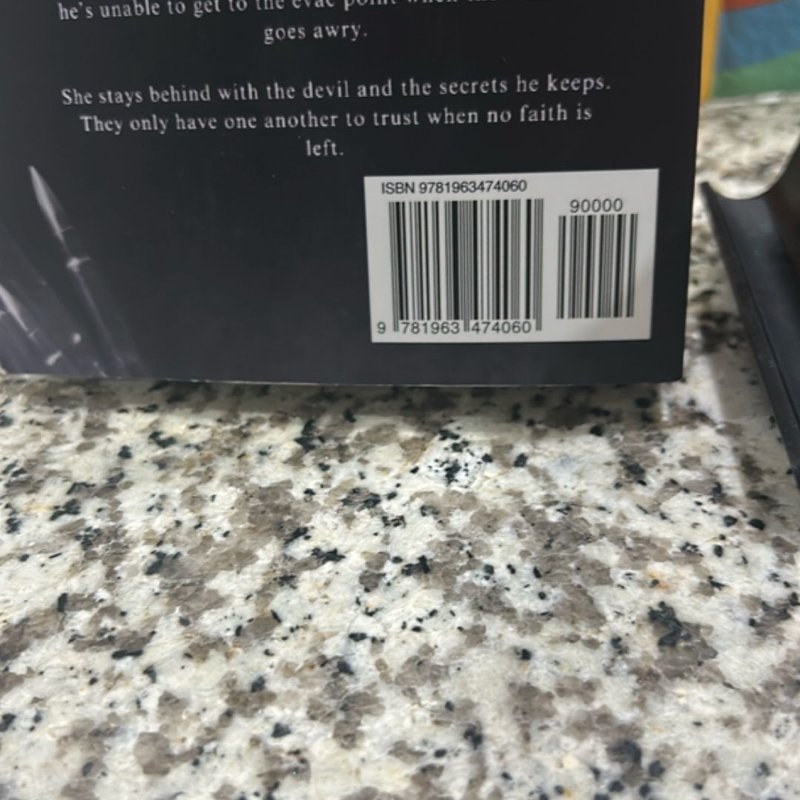 he's unable to get to the evac point when
goes awry.
She stays behind with the devil and the secrets he keeps.
They only have one another to trust when no faith is
left.
ISBN 9781963474060
90000
9 781963 474060